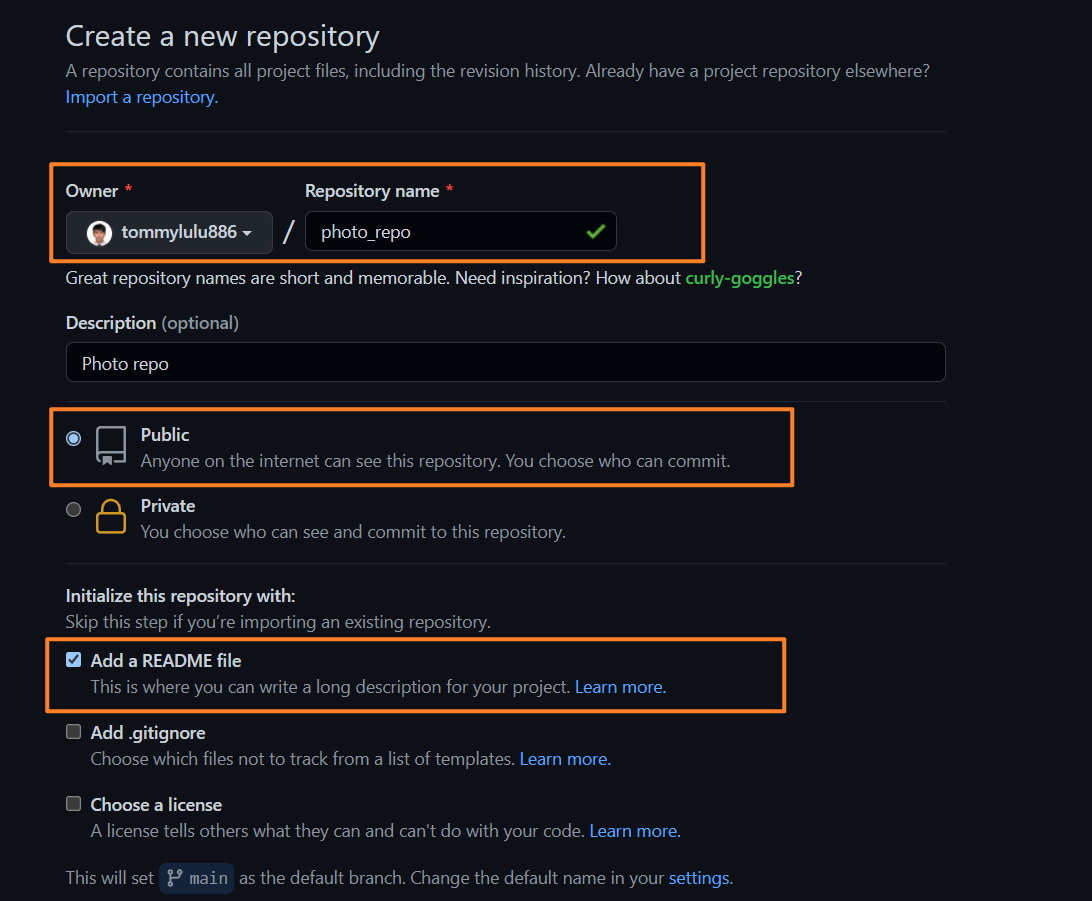 Create a new repository
A repository contains all project files, including the revision history. Already have a project repository elsewhere?
Import a repository.
Owner * Repository name *
tommylulu886 / photo_repo
Great repository names are short and memorable. Need inspiration? How about curly-goggles?
Description (optional)
Photo repo
Public
Anyone on the internet can see this repository. You choose who can commit.
Private
You choose who can see and commit to this repository.
Initialize this repository with:
Skip this step if you're importing an existing repository.
Add a README file
This is where you can write a long description for your project. Learn more.
Add .gitignore
Choose which files not to track from a list of templates. Learn more.
Choose a license
A license tells others what they can and can't do with your code. Learn more.
This will set main as the default branch. Change the default name in your settings.